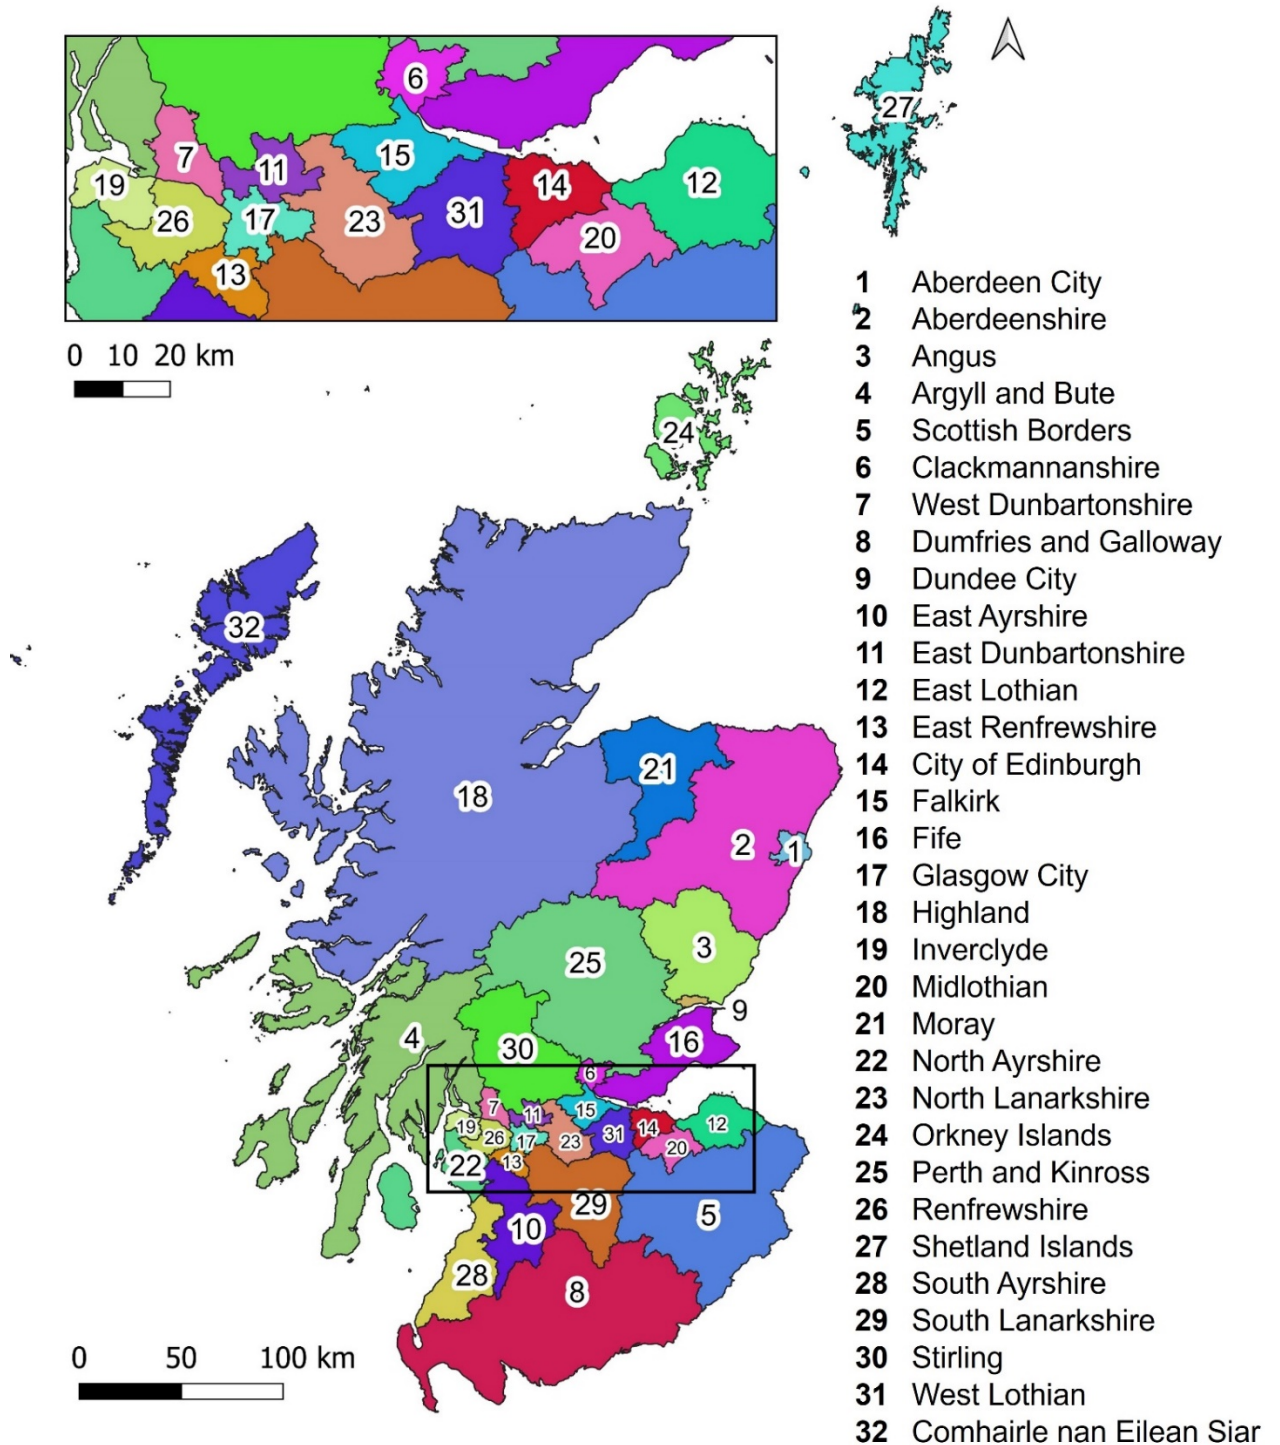 6
7
15
11
19
14
12
26
17
23
31
20
13
0 10 20 km
27
1 Aberdeen City
2 Aberdeenshire
3 Angus
4 Argyll and Bute
5 Scottish Borders
6 Clackmannanshire
7 West Dunbartonshire
8 Dumfries and Galloway
9 Dundee City
10 East Ayrshire
11 East Dunbartonshire
12 East Lothian
13 East Renfrewshire
14 City of Edinburgh
15 Falkirk
16 Fife
17 Glasgow City
18 Highland
19 Inverclyde
20 Midlothian
21 Moray
22 North Ayrshire
23 North Lanarkshire
24 Orkney Islands
25 Perth and Kinross
26 Renfrewshire
27 Shetland Islands
28 South Ayrshire
29 South Lanarkshire
30 Stirling
31 West Lothian
32 Comhairle nan Eilean Siar
24
32
18
21
2
1
3
25
9
4
30
16
6
7
11
15
19
26
17
23
31
14
12
20
13
22
29
10
5
28
8
0 50 100 km